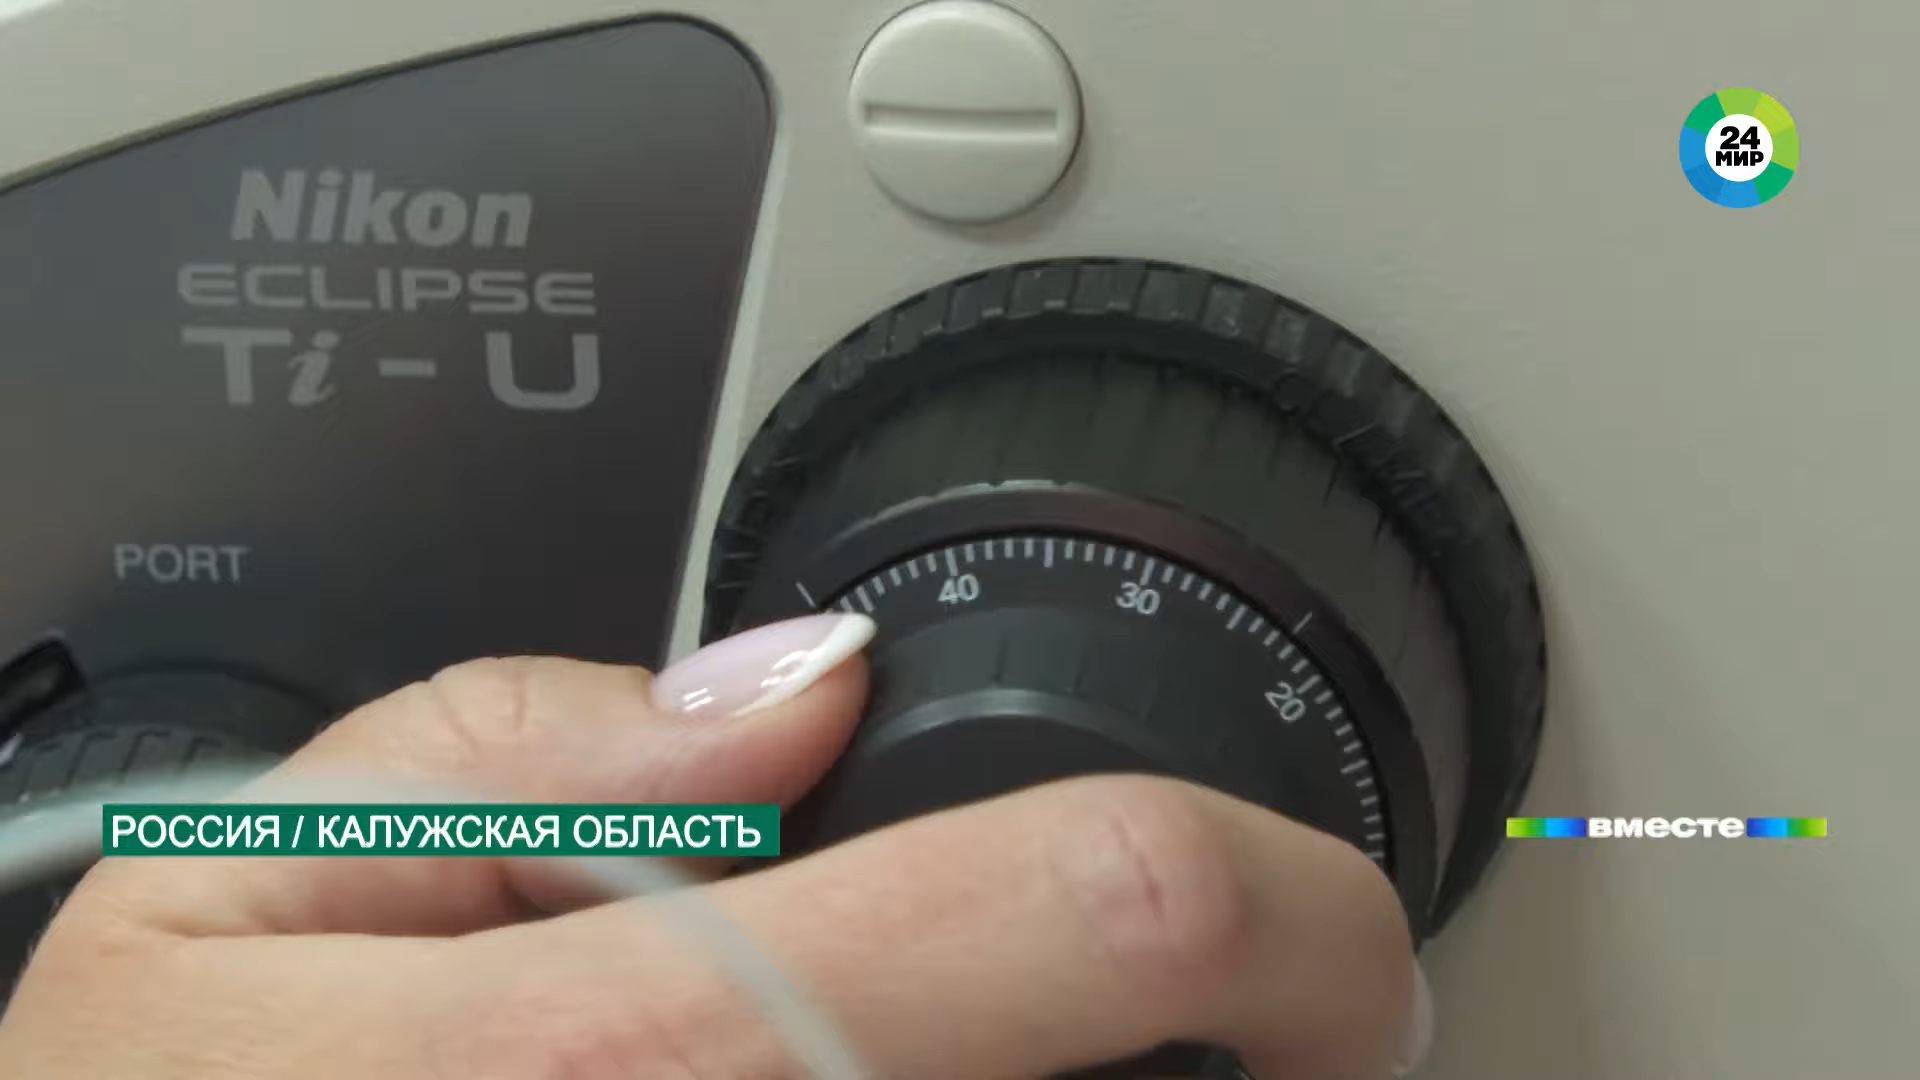 24
МИР
Nikon
ECLIPSE
Ti-U
PORT
40
30
20
РОССИЯ / КАЛУЖСКАЯ ОБЛАСТЬ
вместе